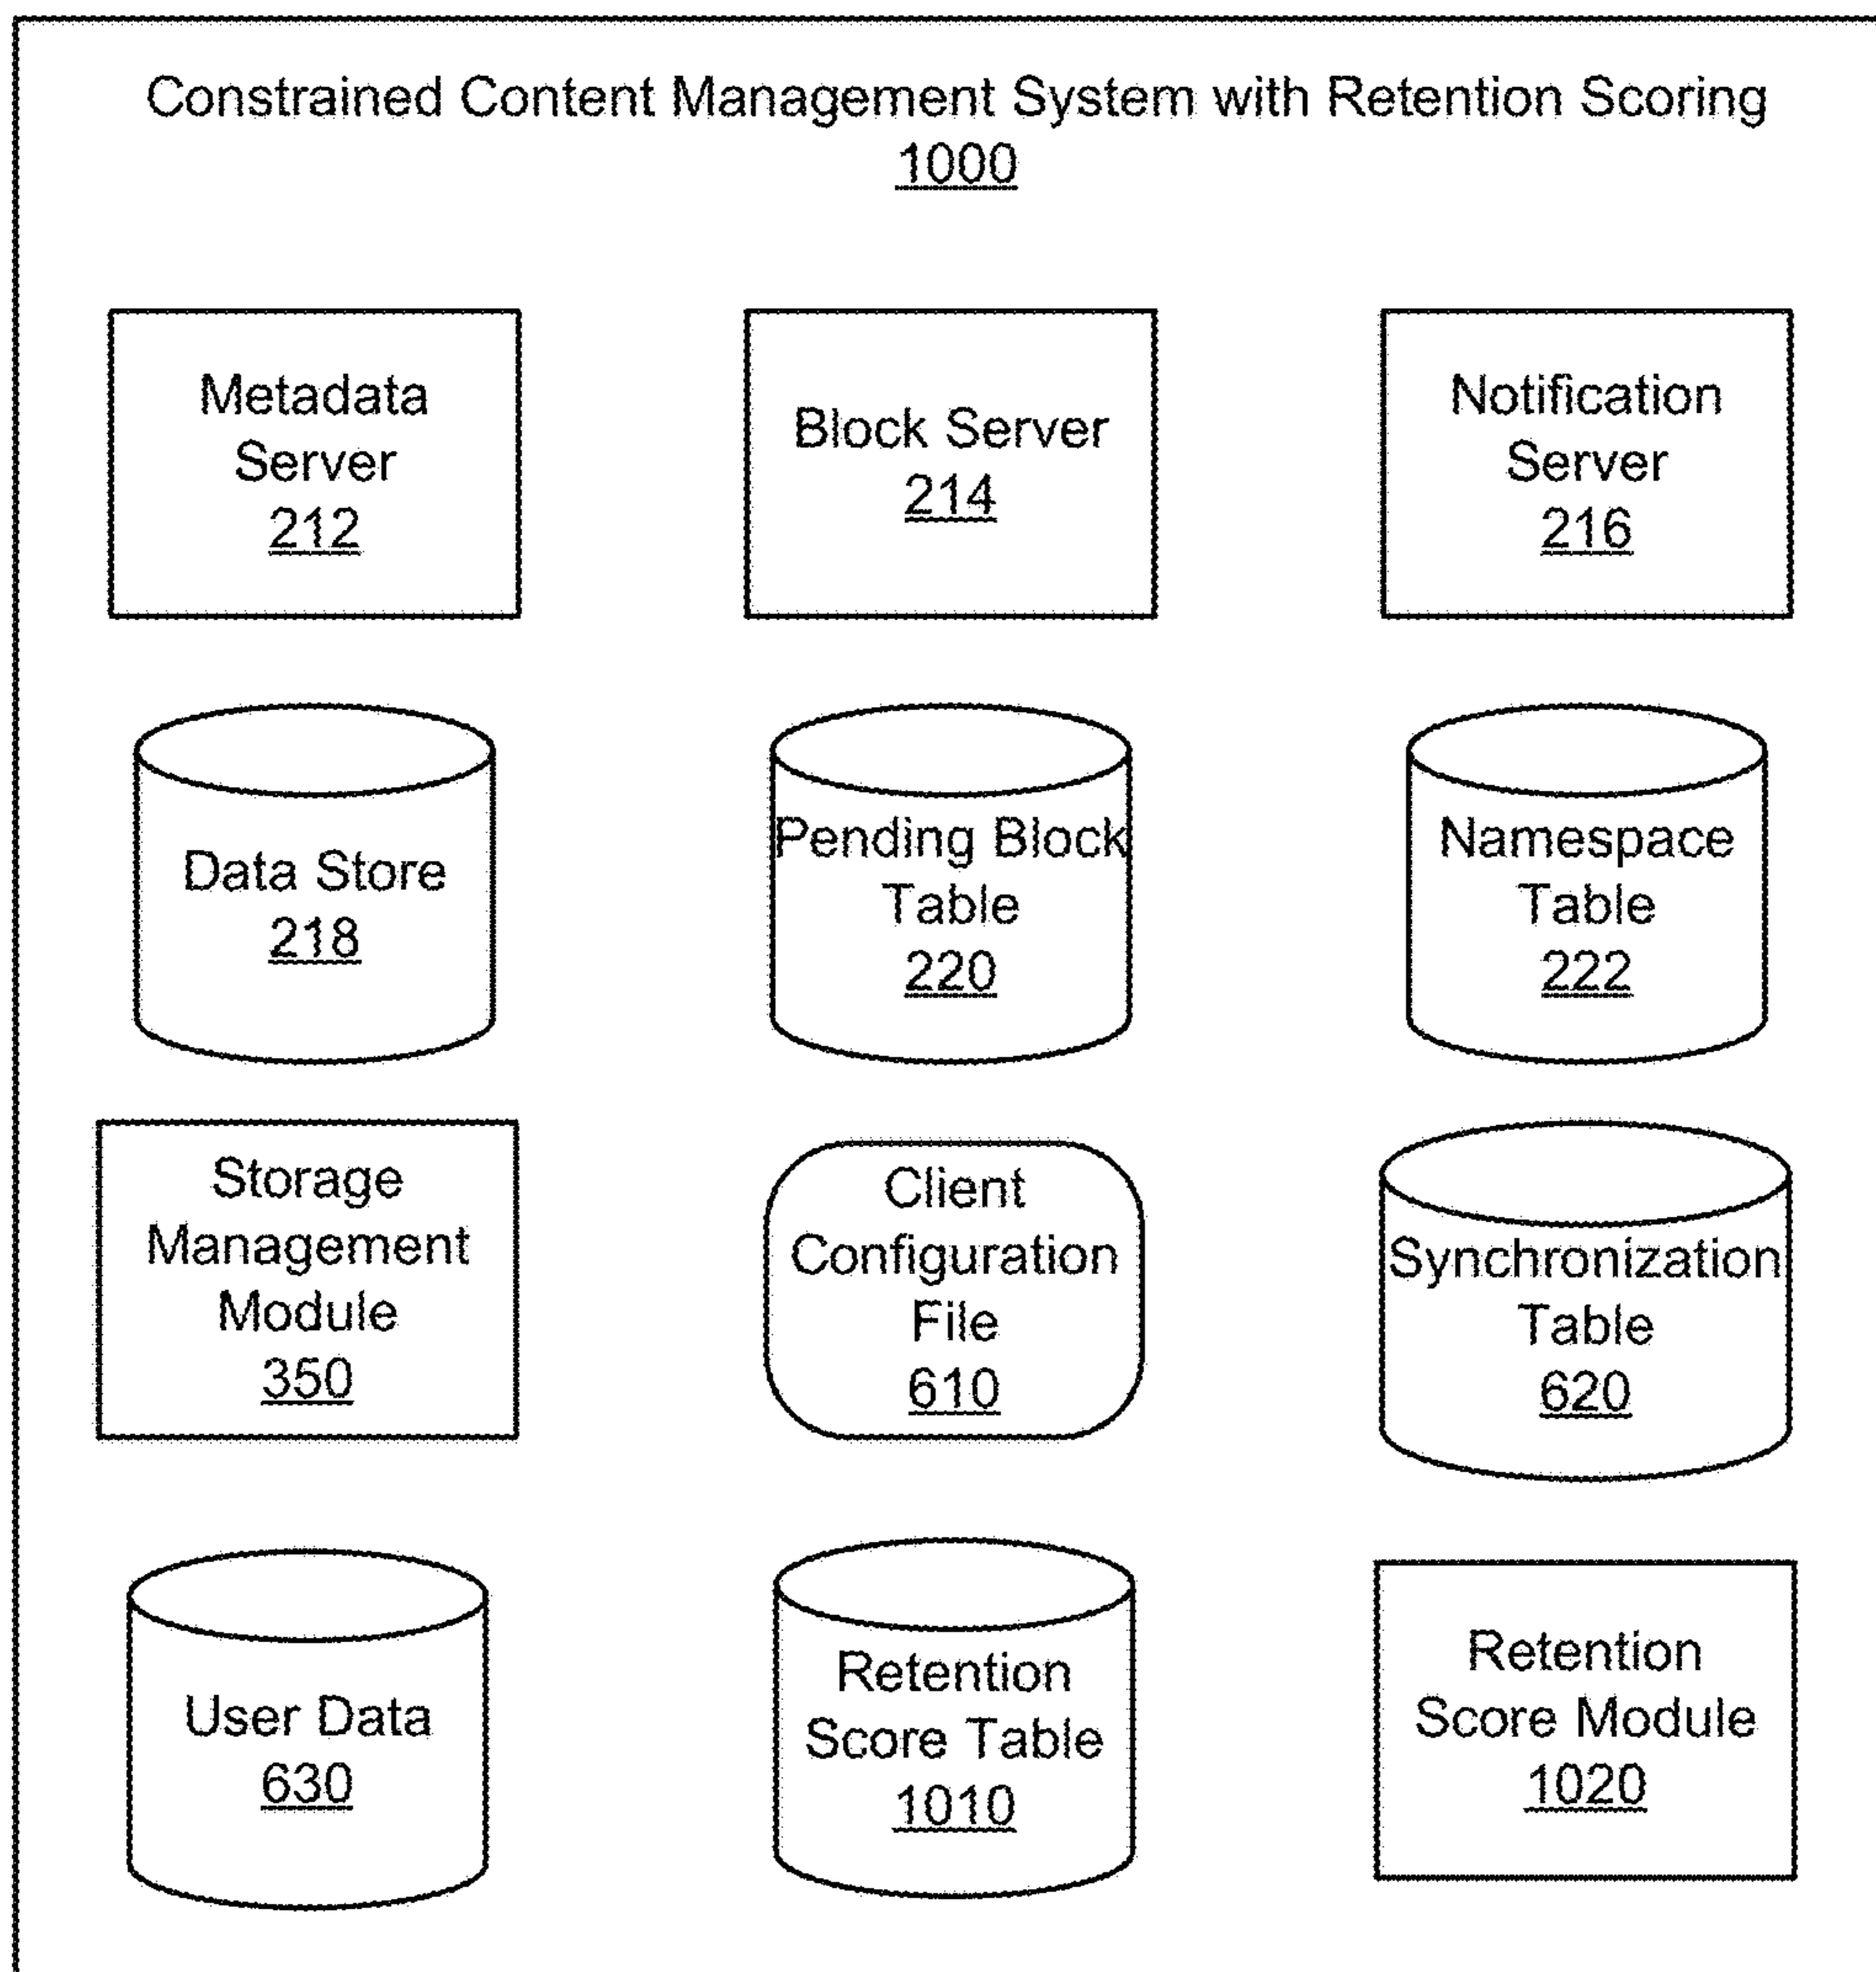 Constrained Content Management System with Retention Scoring
1000
Metadata
Server
212
Block Server
214
Notification
Server
216
Data Store
218
Pending Block
Table
220
Namespace
Table
222
Storage
Management
Module
350
Client
Configuration
File
610
Synchronization
Table
620
User Data
630
Retention
Score Table
1010
Retention
Score Module
1020